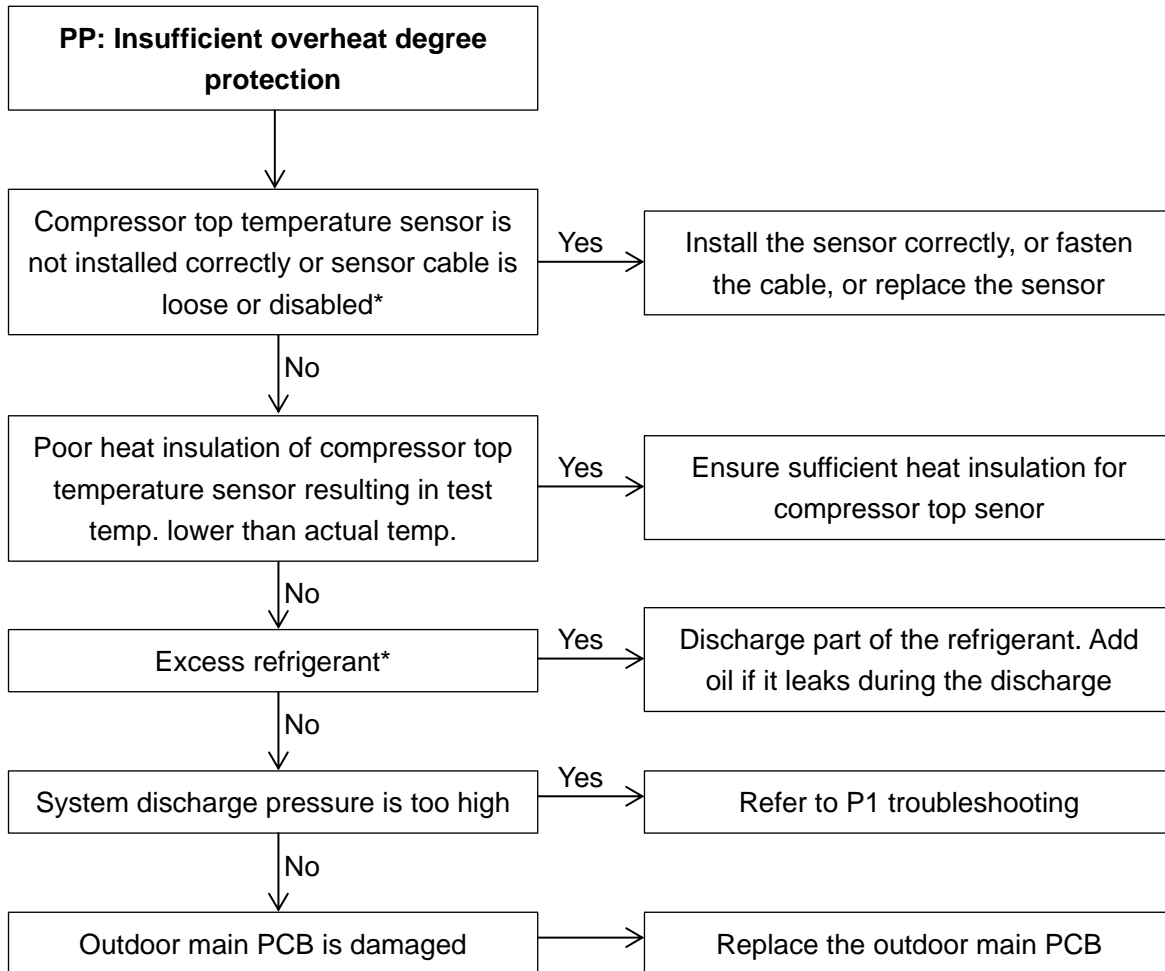 PP: Insufficient overheat degree
protection
Compressor top temperature sensor is
not installed correctly or sensor cable is
loose or disabled*
Yes
Install the sensor correctly, or fasten
the cable, or replace the sensor
No
Poor heat insulation of compressor top
temperature sensor resulting in test
temp. lower than actual temp.
Yes
Ensure sufficient heat insulation for
compressor top senor
No
Excess refrigerant*
Yes
Discharge part of the refrigerant. Add
oil if it leaks during the discharge
No
System discharge pressure is too high
Yes
Refer to P1 troubleshooting
No
Outdoor main PCB is damaged
Replace the outdoor main PCB